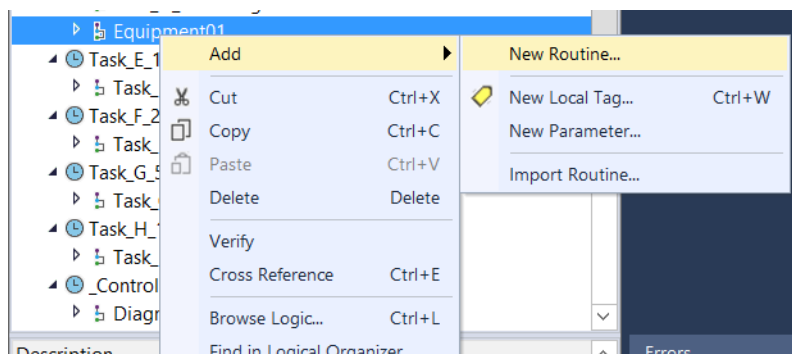 Equipment01
Add
New Routine...
Task_E_1
Task_
Cut Ctrl+X
New Local Tag... Ctrl+W
Task_F_2
Copy Ctrl+C
New Parameter...
Task_
Paste Ctrl+V
Task_G_5
Import Routine...
Task_
Delete Delete
Task_H_1
Verify
Task_
Cross Reference Ctrl+E
_Control
Diagr
Browse Logic... Ctrl+L
Description
Find in Logical Organizer
Errors